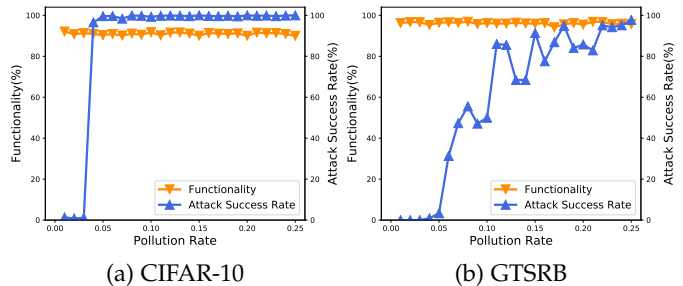 100
80
60
40
20
0
Functionality(%)
100
80
60
40
20
0
Attack Success Rate(%)
Functionality
Attack Success Rate
0.00 0.05 0.10 0.15 0.20 0.25
Pollution Rate
(a) CIFAR-10
100
80
60
40
20
0
Functionality(%)
100
80
60
40
20
0
Attack Success Rate(%)
Functionality
Attack Success Rate
0.00 0.05 0.10 0.15 0.20 0.25
Pollution Rate
(b) GTSRB